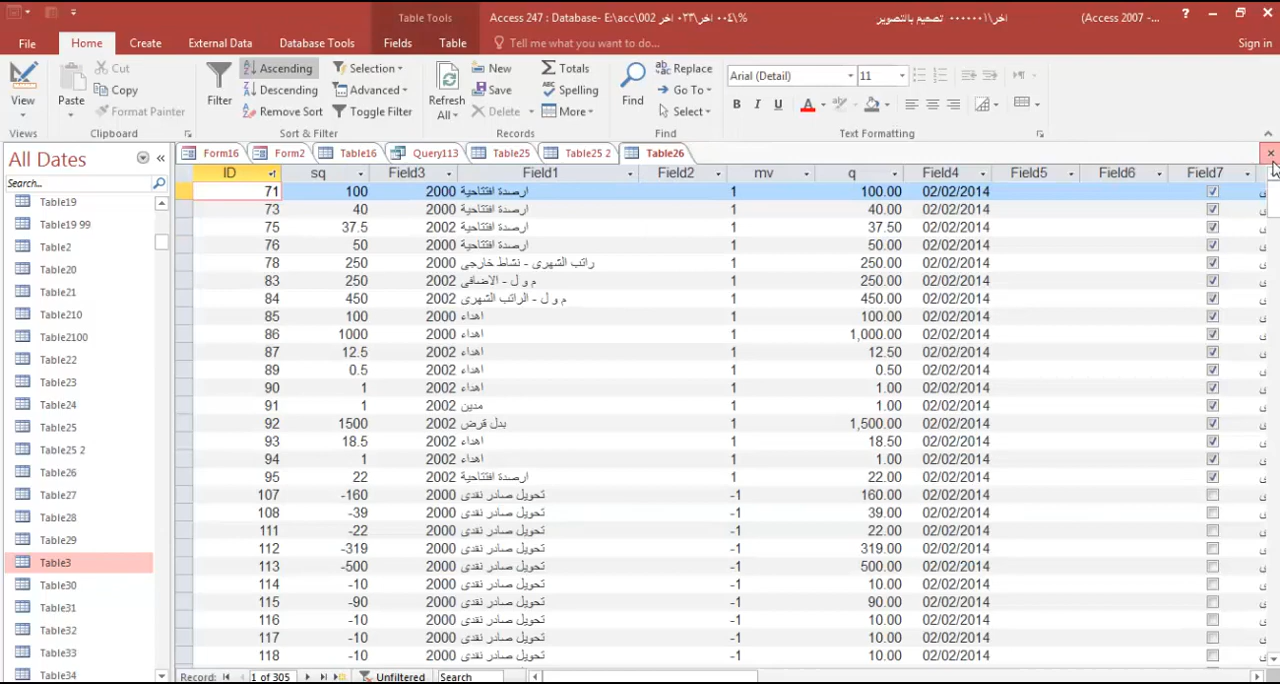 Table Tools
Access 247 : Database- E:\acc\002 اخر\٠٢٣ اخر\٠٠٤\% اخر\٠٠٠٠٠٠١ تصميم بالتصوير (Access 2007 -...
? 
File Home Create External Data Database Tools Fields Table Tell me what you want to do... Sign in
View Paste Cut Copy Format Painter
Filter Ascending Descending Remove Sort Selection Advanced Toggle Filter
Refresh All New Save Delete Totals Spelling More
Find Replace Go To Select
Arial (Detail) 11
B I U A
Views Clipboard Sort & Filter Records Find Text Formatting
All Dates
Search...
Form16 Form2 Table16 Query113 Table25 Table25 2 Table26
Table19
Table19 99
Table2
Table20
Table21
Table210
Table2100
Table22
Table23
Table24
Table25
Table25 2
Table26
Table27
Table28
Table29
Table3
Table30
Table31
Table32
Table33
Table34
ID sq Field3 Field1 Field2 mv q Field4 Field5 Field6 Field7
71 100 2000 ارصدة افتتاحية 1 100.00 02/02/2014
73 40 2000 ارصدة افتتاحية 1 40.00 02/02/2014
75 37.5 2002 ارصدة افتتاحية 1 37.50 02/02/2014
76 50 2002 ارصدة افتتاحية 1 50.00 02/02/2014
78 250 2000 راتب الشهرى - نشاط خارجى 1 250.00 02/02/2014
83 250 2002 م و ل - الاضافى 1 250.00 02/02/2014
84 450 2002 م و ل - الراتب الشهرى 1 450.00 02/02/2014
85 100 2000 اهداء 1 100.00 02/02/2014
86 1000 2000 اهداء 1 1,000.00 02/02/2014
87 12.5 2002 اهداء 1 12.50 02/02/2014
89 0.5 2002 اهداء 1 0.50 02/02/2014
90 1 2002 اهداء 1 1.00 02/02/2014
91 1 2002 مدين 1 1.00 02/02/2014
92 1500 2002 بدل قرض 1 1,500.00 02/02/2014
93 18.5 2002 اهداء 1 18.50 02/02/2014
94 1 2002 اهداء 1 1.00 02/02/2014
95 22 2002 ارصدة افتتاحية 1 22.00 02/02/2014
107 -160 2000 تحويل صادر نقدى -1 160.00 02/02/2014
108 -39 2000 تحويل صادر نقدى -1 39.00 02/02/2014
111 -22 2000 تحويل صادر نقدى -1 22.00 02/02/2014
112 -319 2000 تحويل صادر نقدى -1 319.00 02/02/2014
113 -500 2000 تحويل صادر نقدى -1 500.00 02/02/2014
114 -10 2000 تحويل صادر نقدى -1 10.00 02/02/2014
115 -90 2000 تحويل صادر نقدى -1 90.00 02/02/2014
116 -10 2000 تحويل صادر نقدى -1 10.00 02/02/2014
117 -10 2000 تحويل صادر نقدى -1 10.00 02/02/2014
118 -10 2000 تحويل صادر نقدى -1 10.00 02/02/2014
Record: 1 of 305 Unfiltered Search